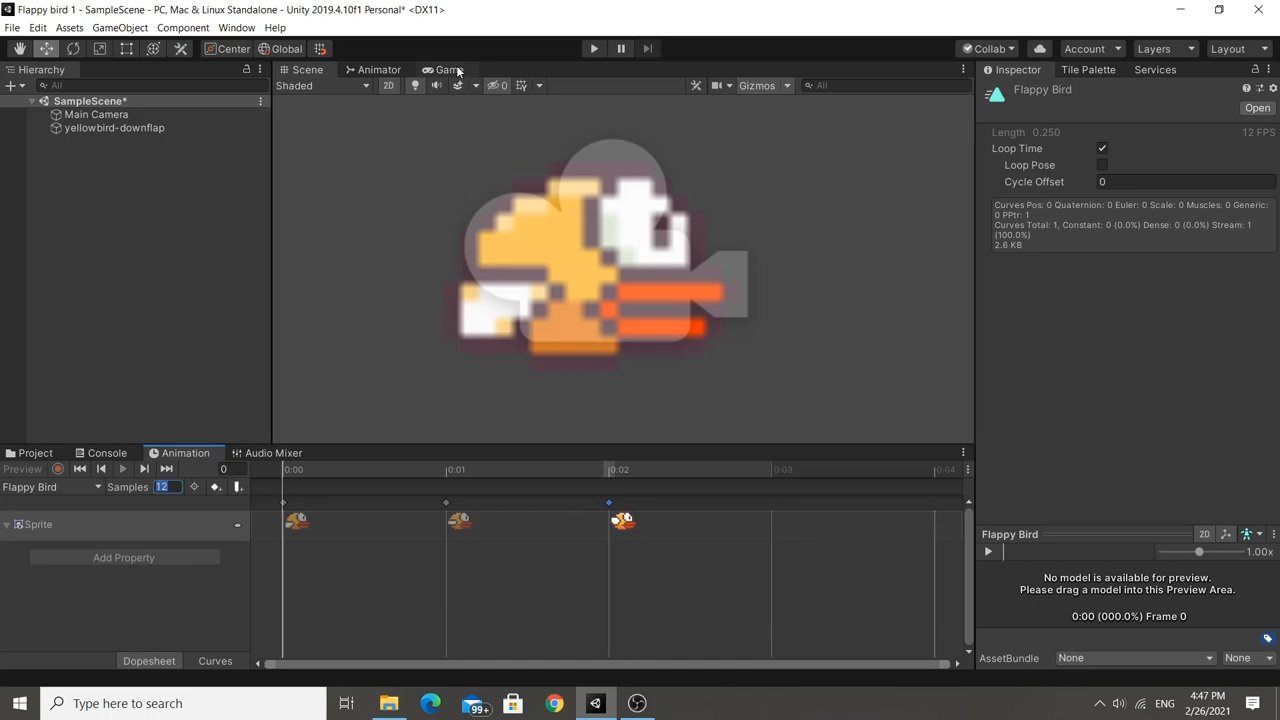 Flappy bird 1 - SampleScene - PC, Mac & Linux Standalone - Unity 2019.4.10f1 Personal* <DX11>
File Edit Assets GameObject Component Window Help
Center Global Collab Account Layers Layout
Hierarchy Scene Animator Game Inspector Tile Palette Services
All Shaded 2D 0 Gizmos All
SampleScene*
Main Camera
yellowbird-downflap
Flappy Bird
Open
Length 0.250 12 FPS
Loop Time
Loop Pose
Cycle Offset 0
Curves Pos: 0 Quaternion: 0 Euler: 0 Scale: 0 Muscles: 0 Generic:
0 PPtr: 1
Curves Total: 1, Constant: 0 (0.0%) Dense: 0 (0.0%) Stream: 1
(100.0%)
2.6 KB
Project Console Animation Audio Mixer
Preview 0 0:00 0:01 0:02 0:03 0:04
Flappy Bird Samples 12
Sprite
Add Property
Dopesheet Curves
Flappy Bird 2D
1.00x
No model is available for preview.
Please drag a model into this Preview Area.
0:00 (000.0%) Frame 0
AssetBundle None None
Type here to search
99+
ENG
4:47 PM
2/26/2021